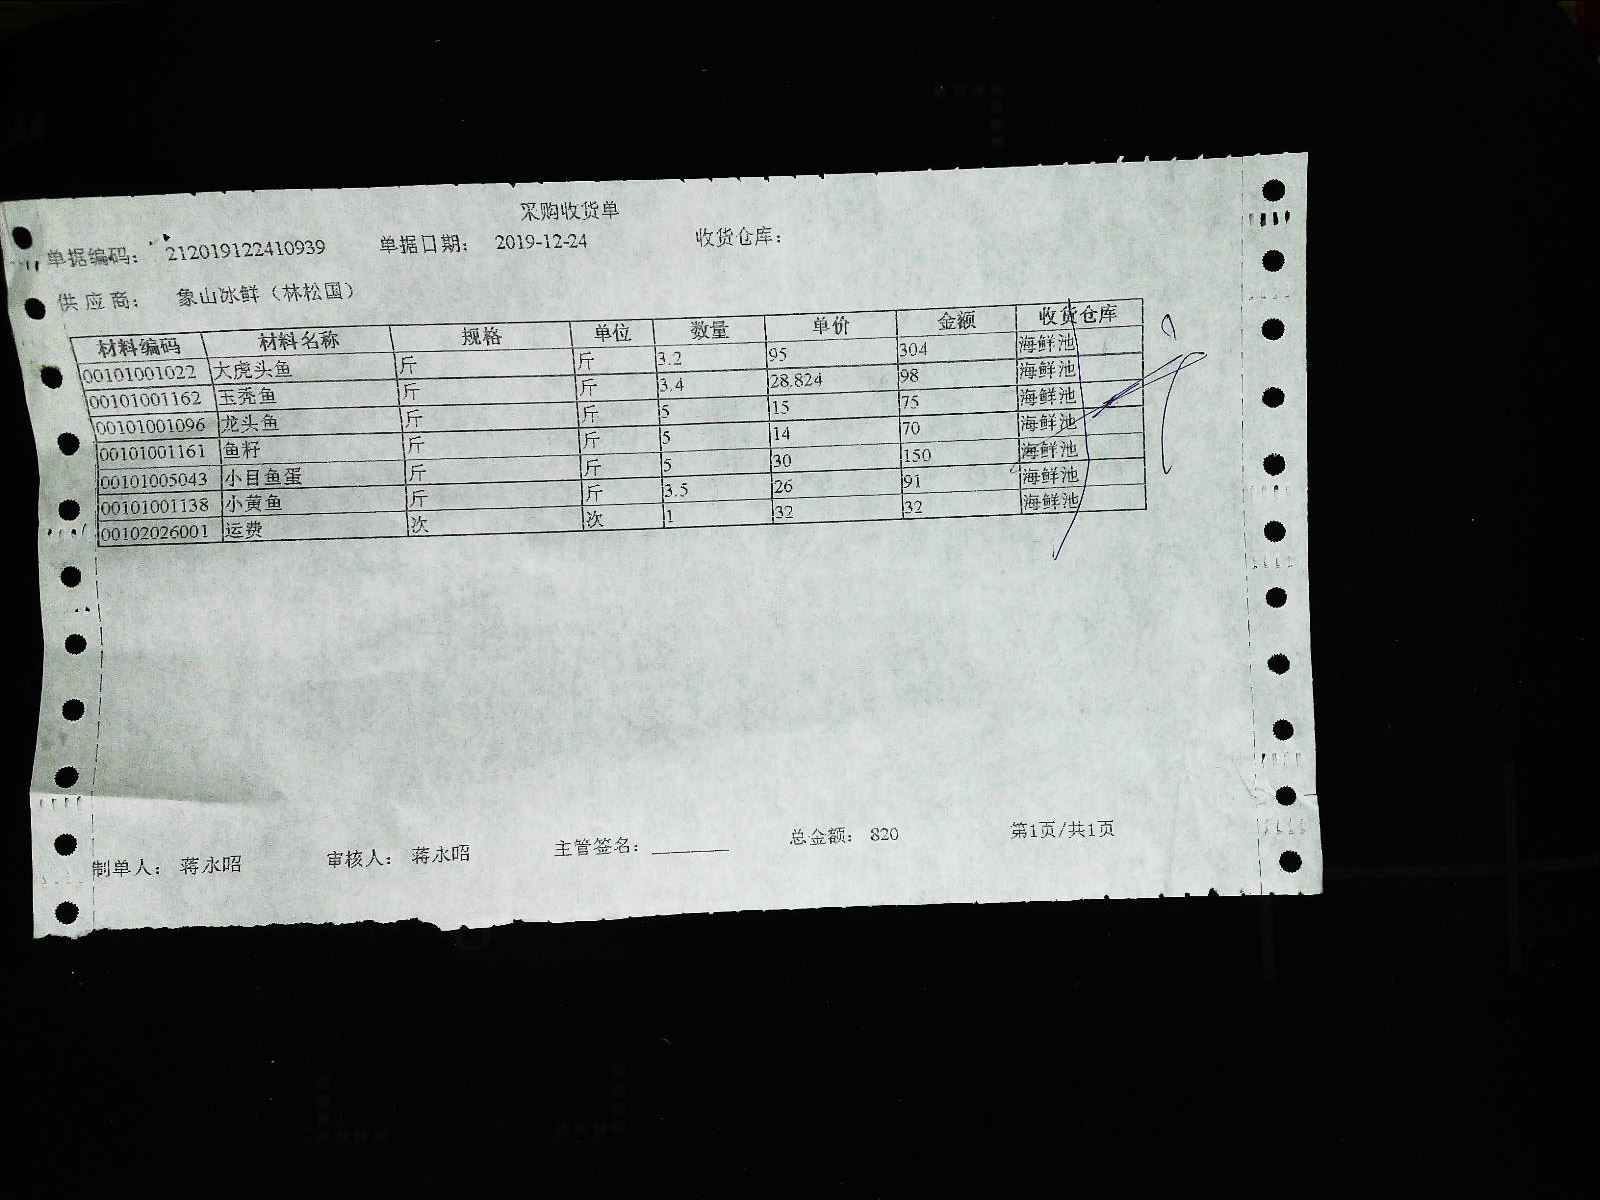 采购收货单
单据编码： 212019122410939 单据日期： 2019-12-24 收货仓库：
供应商： 象山冰鲜（林松国）
材料编码 材料名称 规格 单位 数量 单价 金额 收货仓库
00101001022 大虎头鱼 斤 斤 3.2 95 304 海鲜池
00101001162 玉秃鱼 斤 斤 3.4 28.824 98 海鲜池
00101001096 龙头鱼 斤 斤 5 15 75 海鲜池
00101001161 鱼籽 斤 斤 5 14 70 海鲜池
00101005043 小目鱼蛋 斤 斤 5 30 150 海鲜池
00101001138 小黄鱼 斤 斤 3.5 26 91 海鲜池
00102026001 运费 次 次 1 32 32 海鲜池
制单人： 蒋永昭 审核人： 蒋永昭 主管签名： 总金额： 820 第1页/共1页